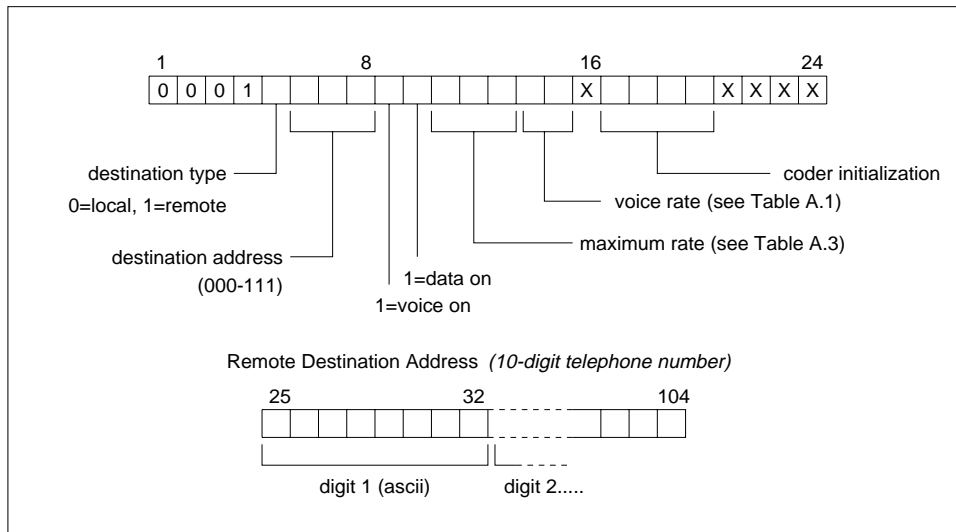 1 8 16 24
0 0 0 1 X X X X X
destination type coder initialization
0=local, 1=remote voice rate (see Table A.1)
destination address maximum rate (see Table A.3)
(000-111) 1=data on
1=voice on
Remote Destination Address (10-digit telephone number)
25 32 104
digit 1 (ascii) digit 2.....